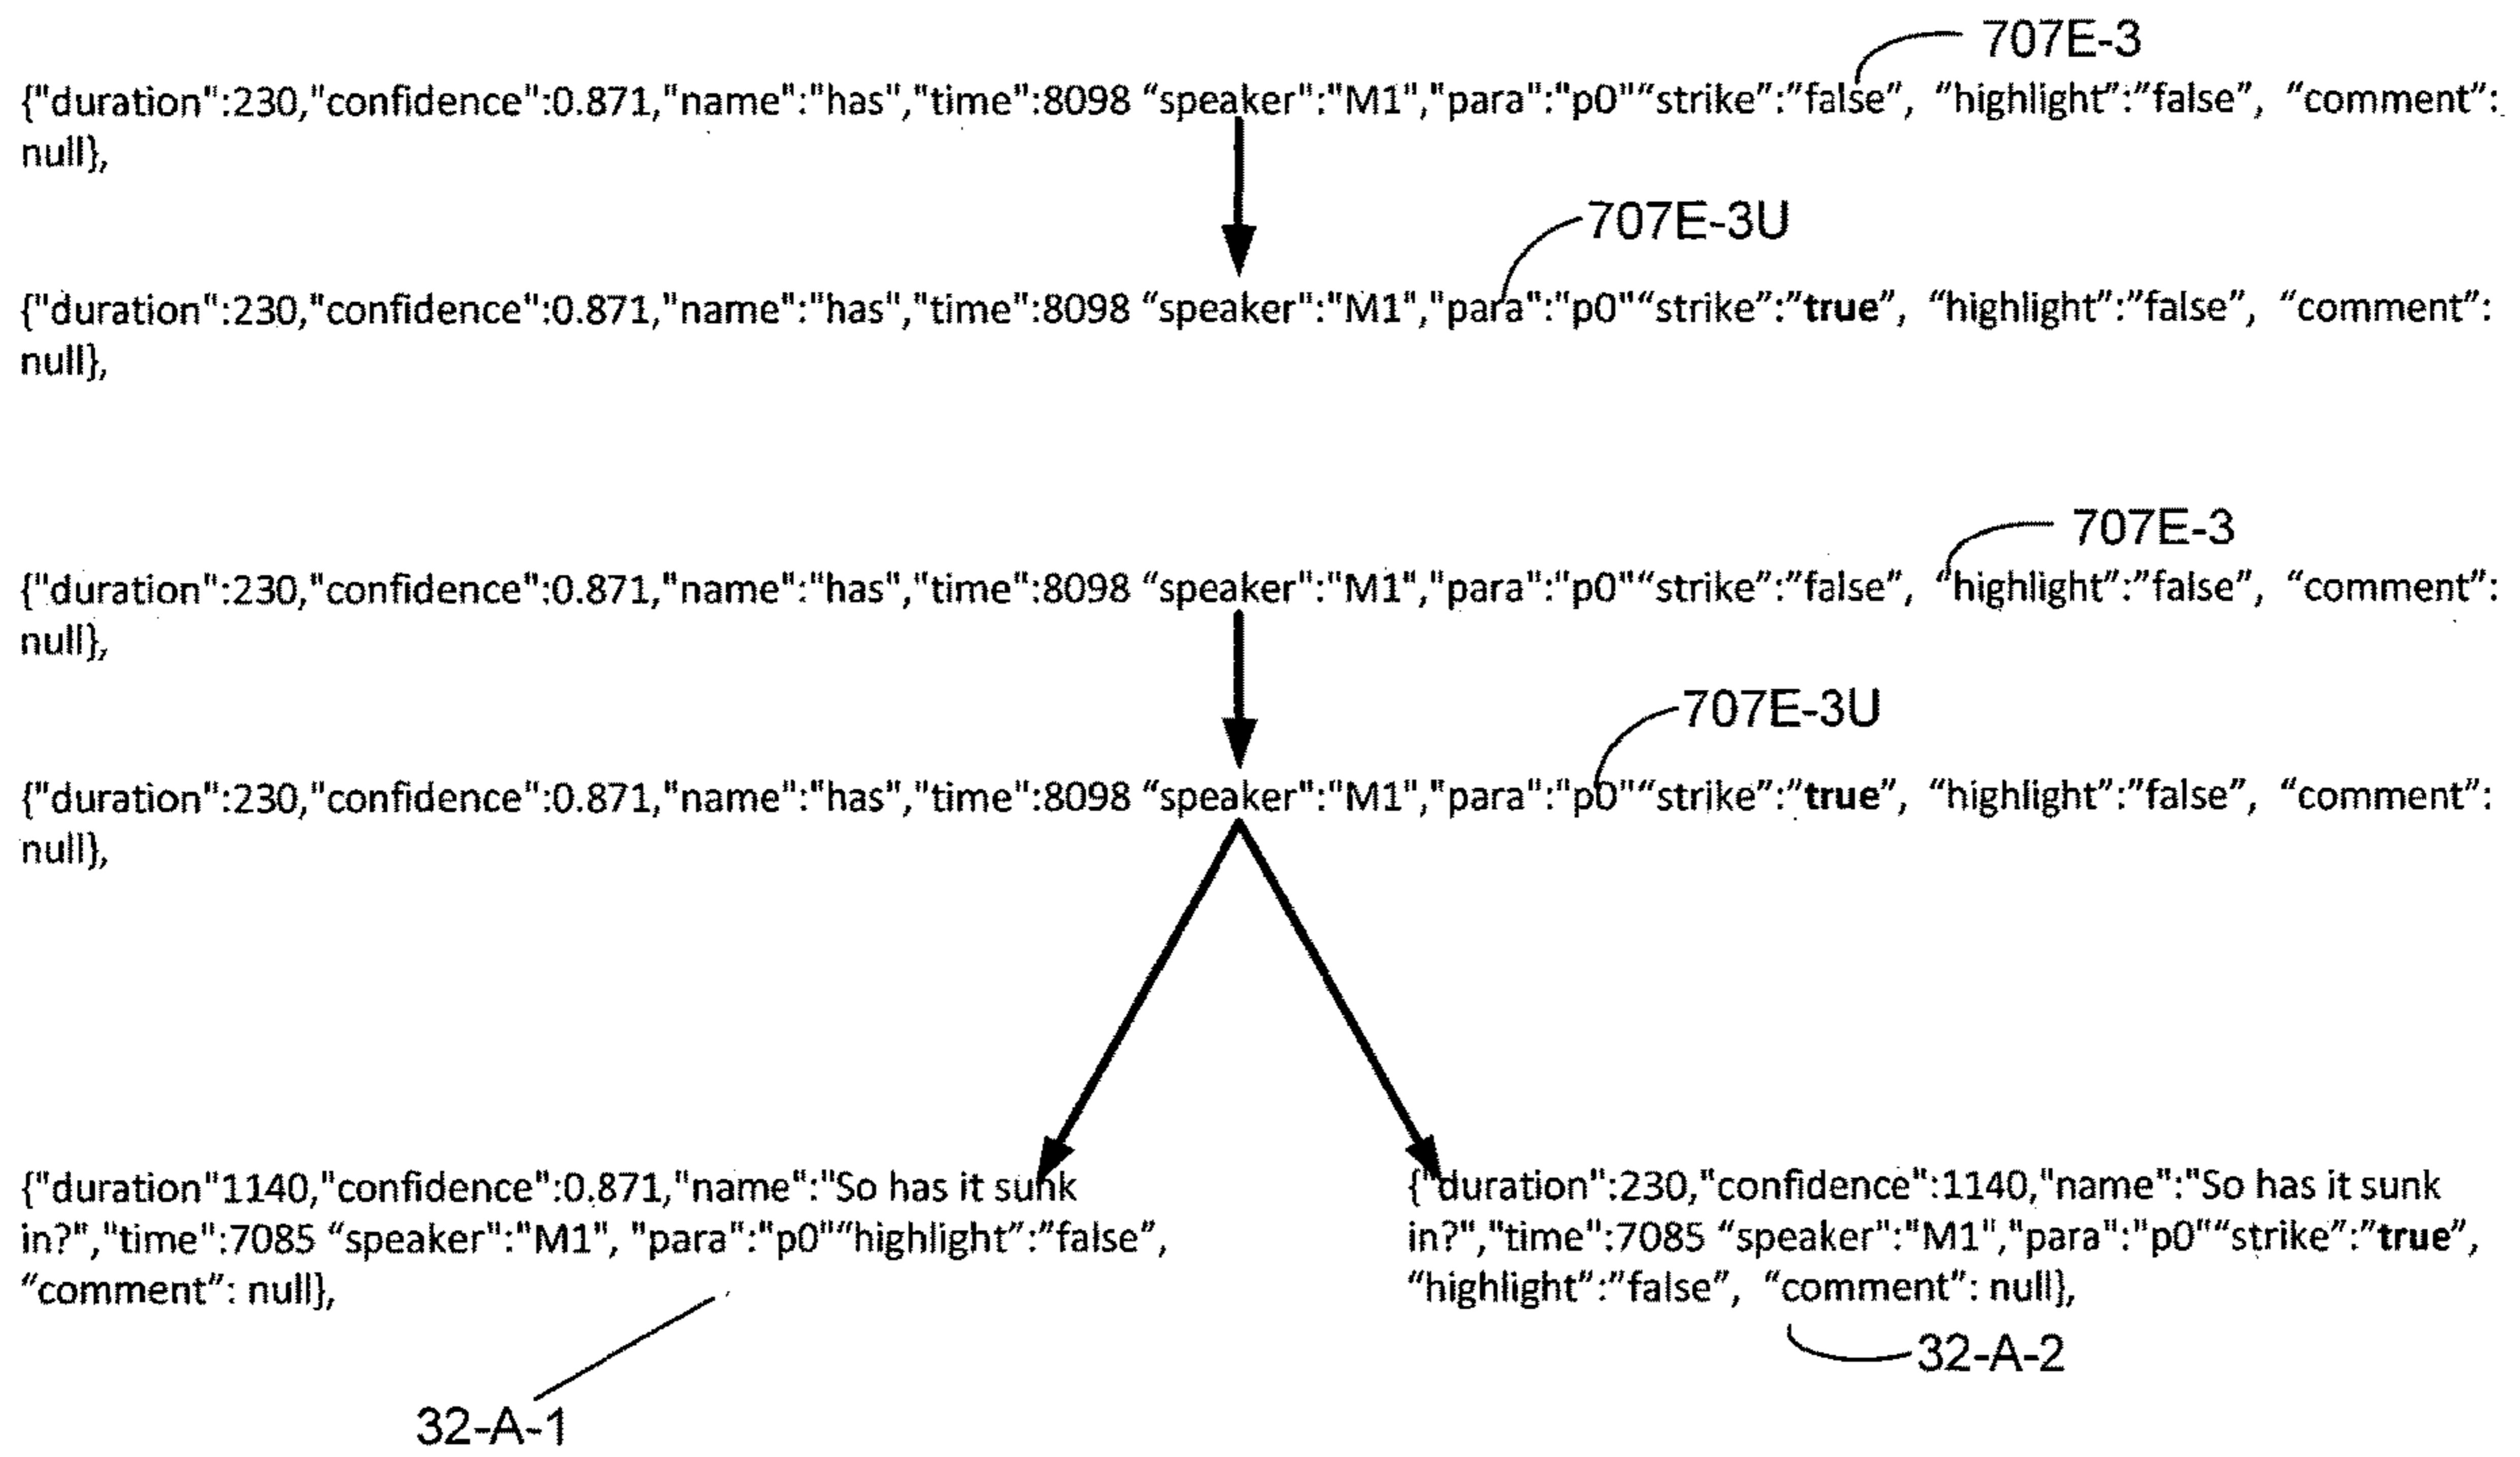 707E-3
{"duration":230,"confidence":0.871,"name":"has","time":8098 “speaker":"M1","para":"p0"“strike”:”false”, “highlight”:”false”, “comment”:
null},
707E-3U
{"duration":230,"confidence":0.871,"name":"has","time":8098 “speaker":"M1","para":"p0"“strike”:”true”, “highlight”:”false”, “comment”:
null},
707E-3
{"duration":230,"confidence":0.871,"name":"has","time":8098 “speaker":"M1","para":"p0"“strike”:”false”, “highlight”:”false”, “comment”:
null},
707E-3U
{"duration":230,"confidence":0.871,"name":"has","time":8098 “speaker":"M1","para":"p0"“strike”:”true”, “highlight”:”false”, “comment”:
null},
{"duration"1140,"confidence":0.871,"name":"So has it sunk
in?","time":7085 “speaker":"M1", "para":"p0"“highlight”:”false”,
“comment”: null},
32-A-1
{"duration":230,"confidence":1140,"name":"So has it sunk
in?","time":7085 “speaker":"M1","para":"p0"“strike”:”true”,
“highlight”:”false”, “comment”: null},
32-A-2